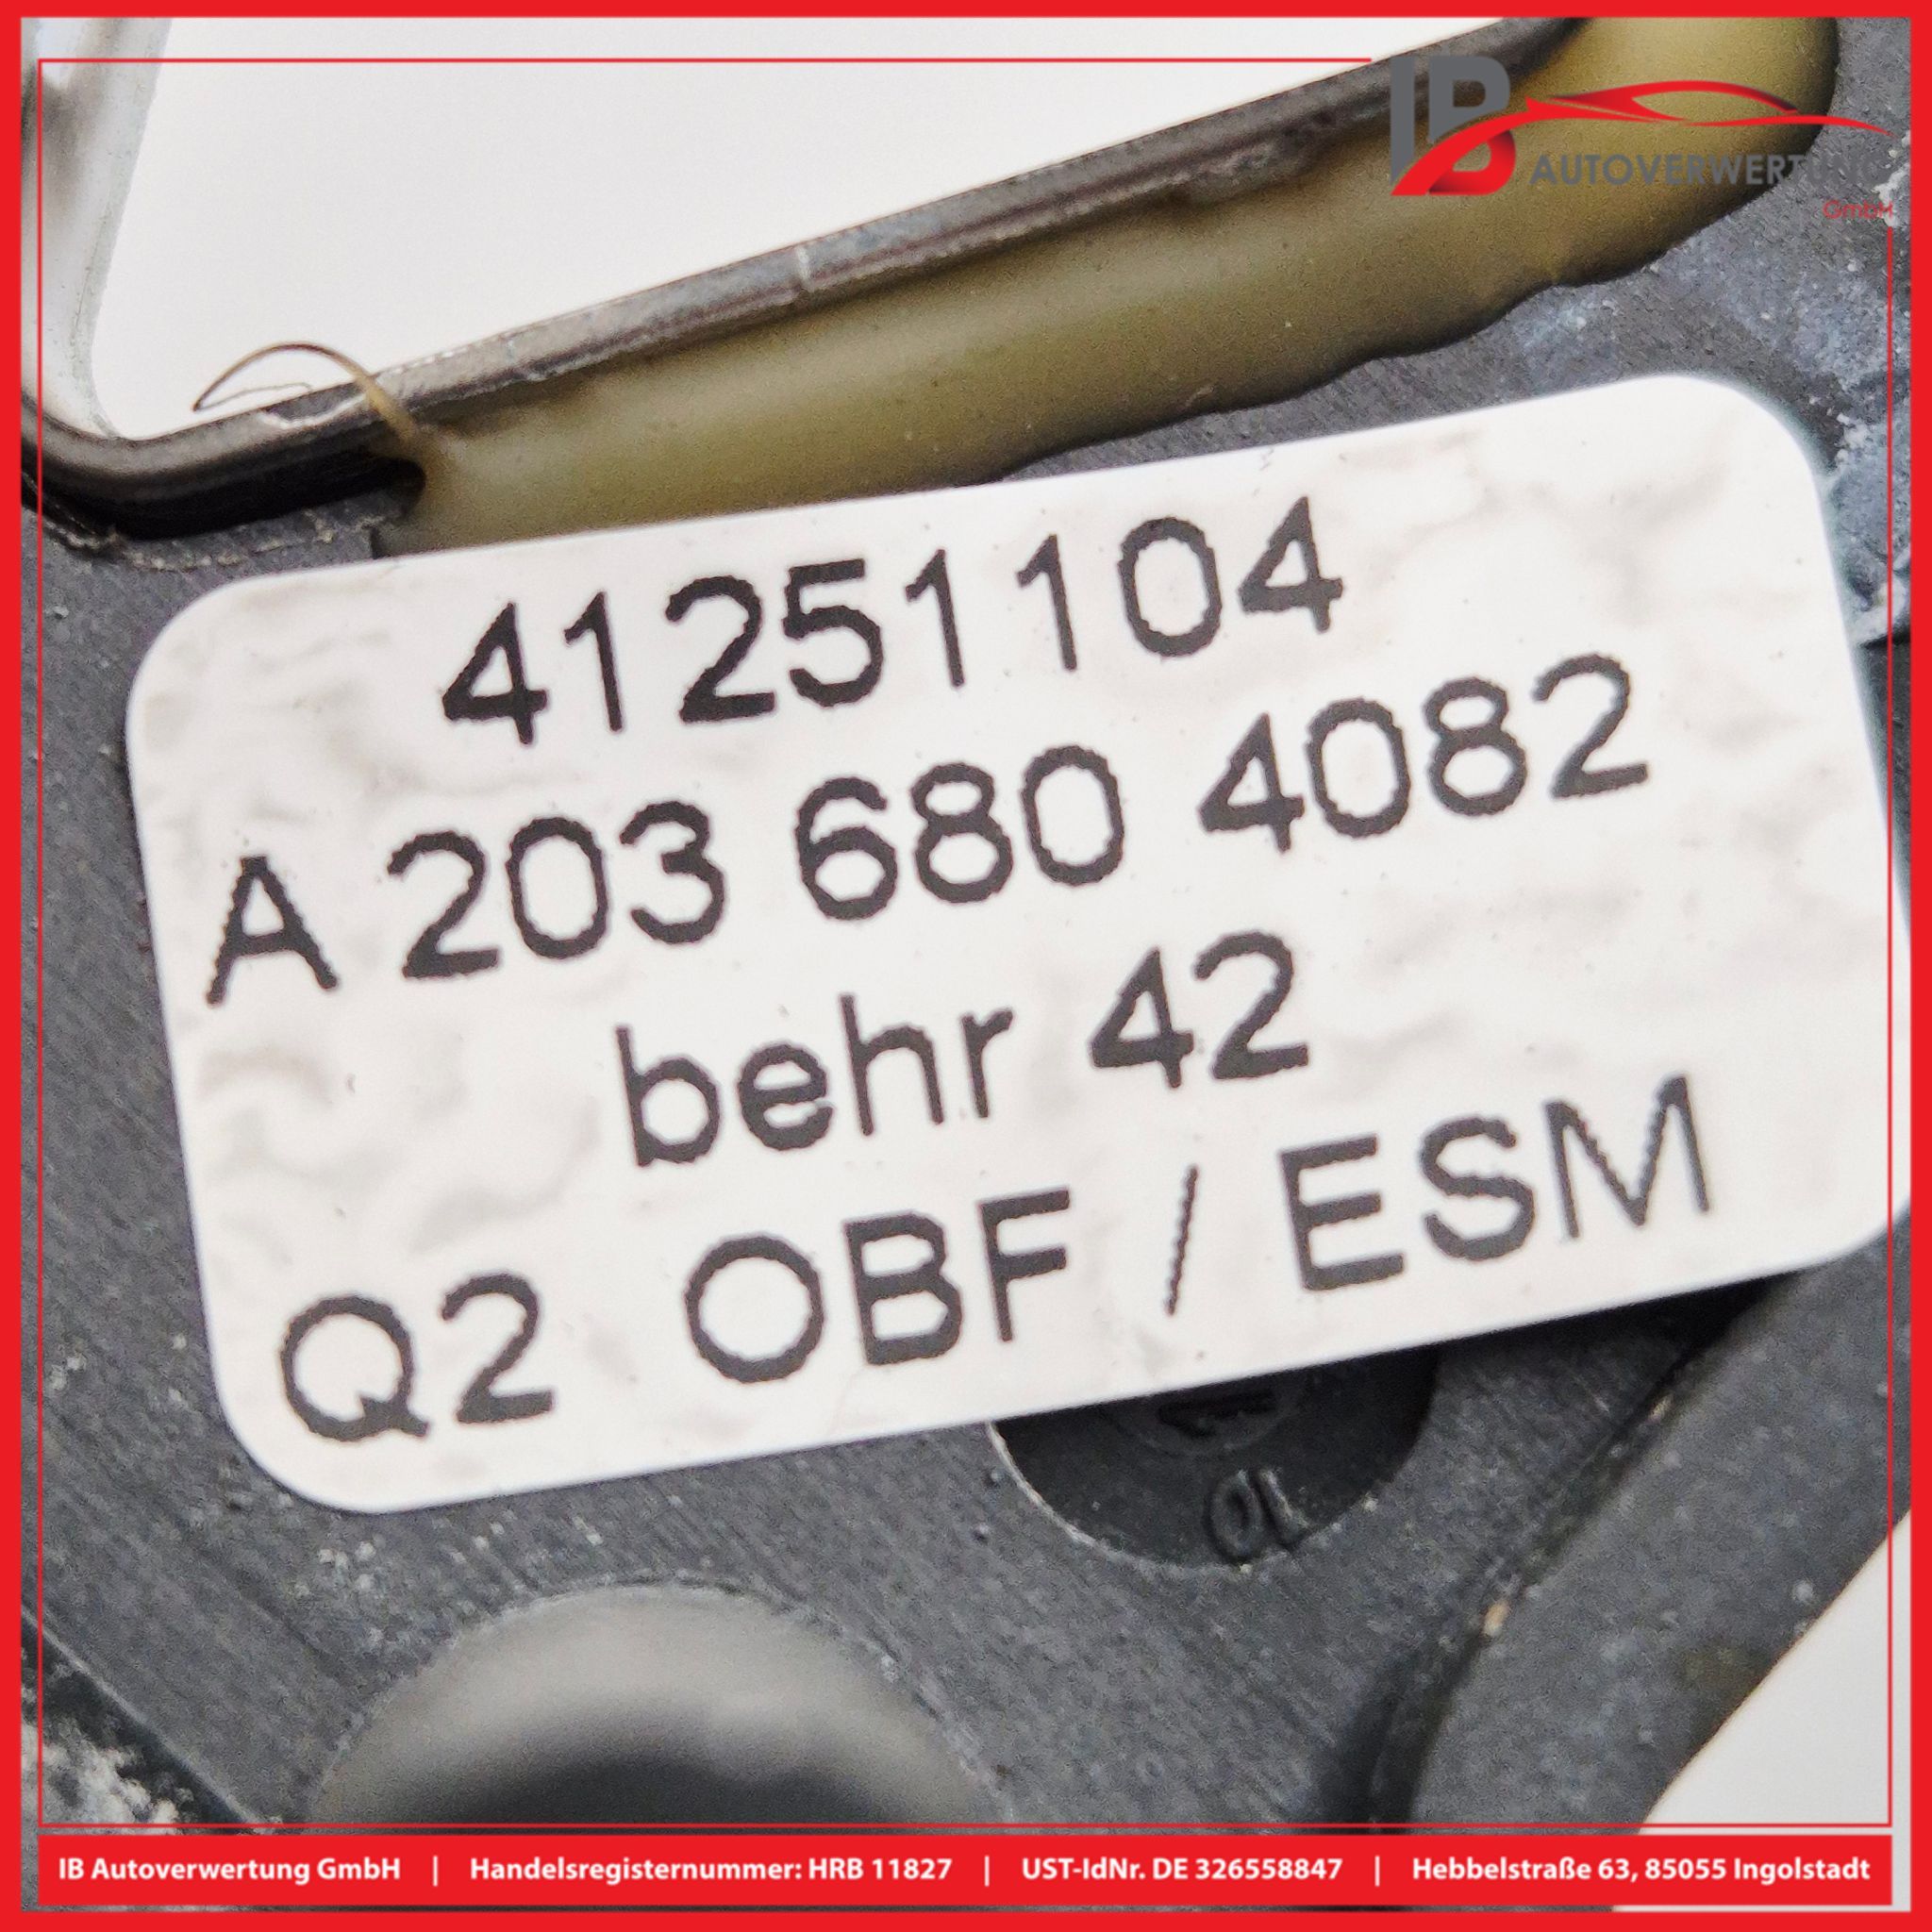 IB
AUTOVERWERTUNG
GmbH
41251104
A 203 680 4082
behr 42
Q2 OBF / ESM
10
IB Autoverwertung GmbH | Handelsregisternummer: HRB 11827 | UST-IdNr. DE 326558847 | Hebbelstraße 63, 85055 Ingolstadt